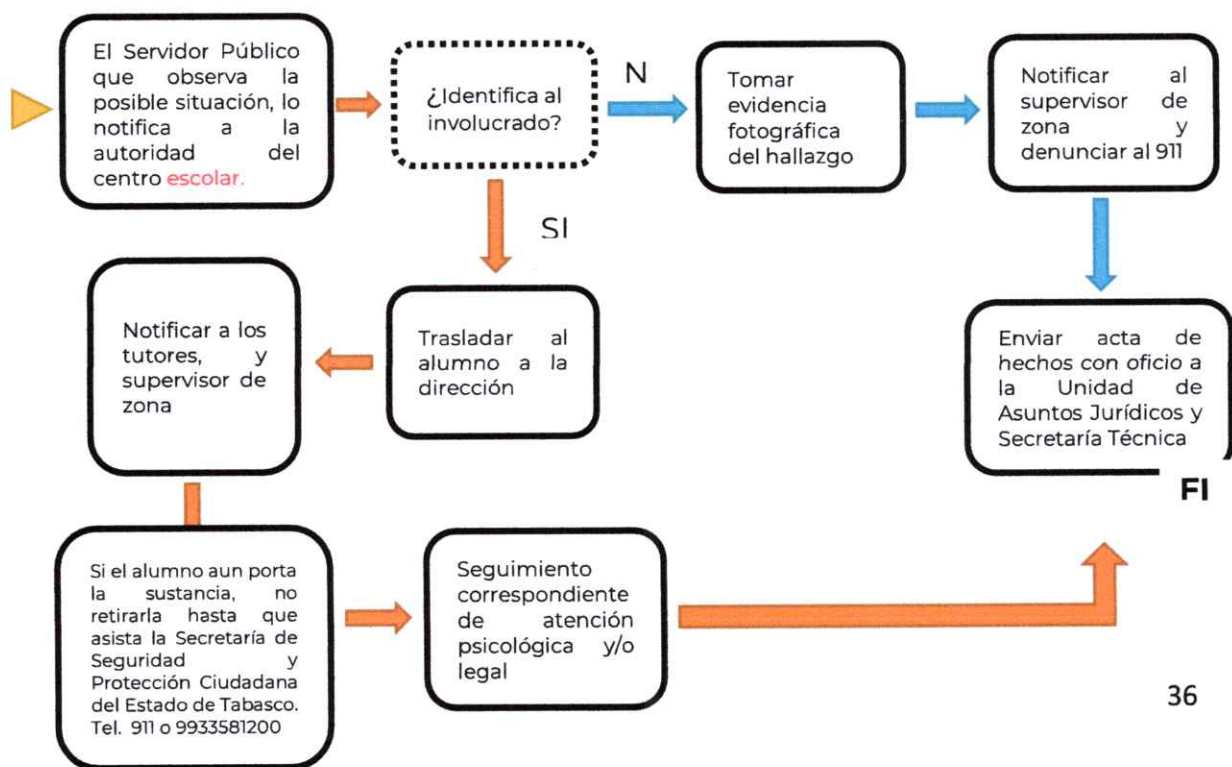 El Servidor Público
que observa la
posible situación, lo
notifica a la
autoridad del
centro escolar.
¿Identifica al
involucrado?
N
Tomar
evidencia
fotográfica
del hallazgo
Notificar al
supervisor de
zona y
denunciar al 911
SI
Notificar a los
tutores, y
supervisor de
zona
Trasladar al
alumno a la
dirección
Enviar acta de
hechos con oficio a
la Unidad de
Asuntos Jurídicos y
Secretaría Técnica
FI
Si el alumno aun porta
la sustancia, no
retirarla hasta que
asista la Secretaría de
Seguridad y
Protección Ciudadana
del Estado de Tabasco.
Tel. 911 o 9933581200
Seguimiento
correspondiente
de atención
psicológica y/o
legal
36